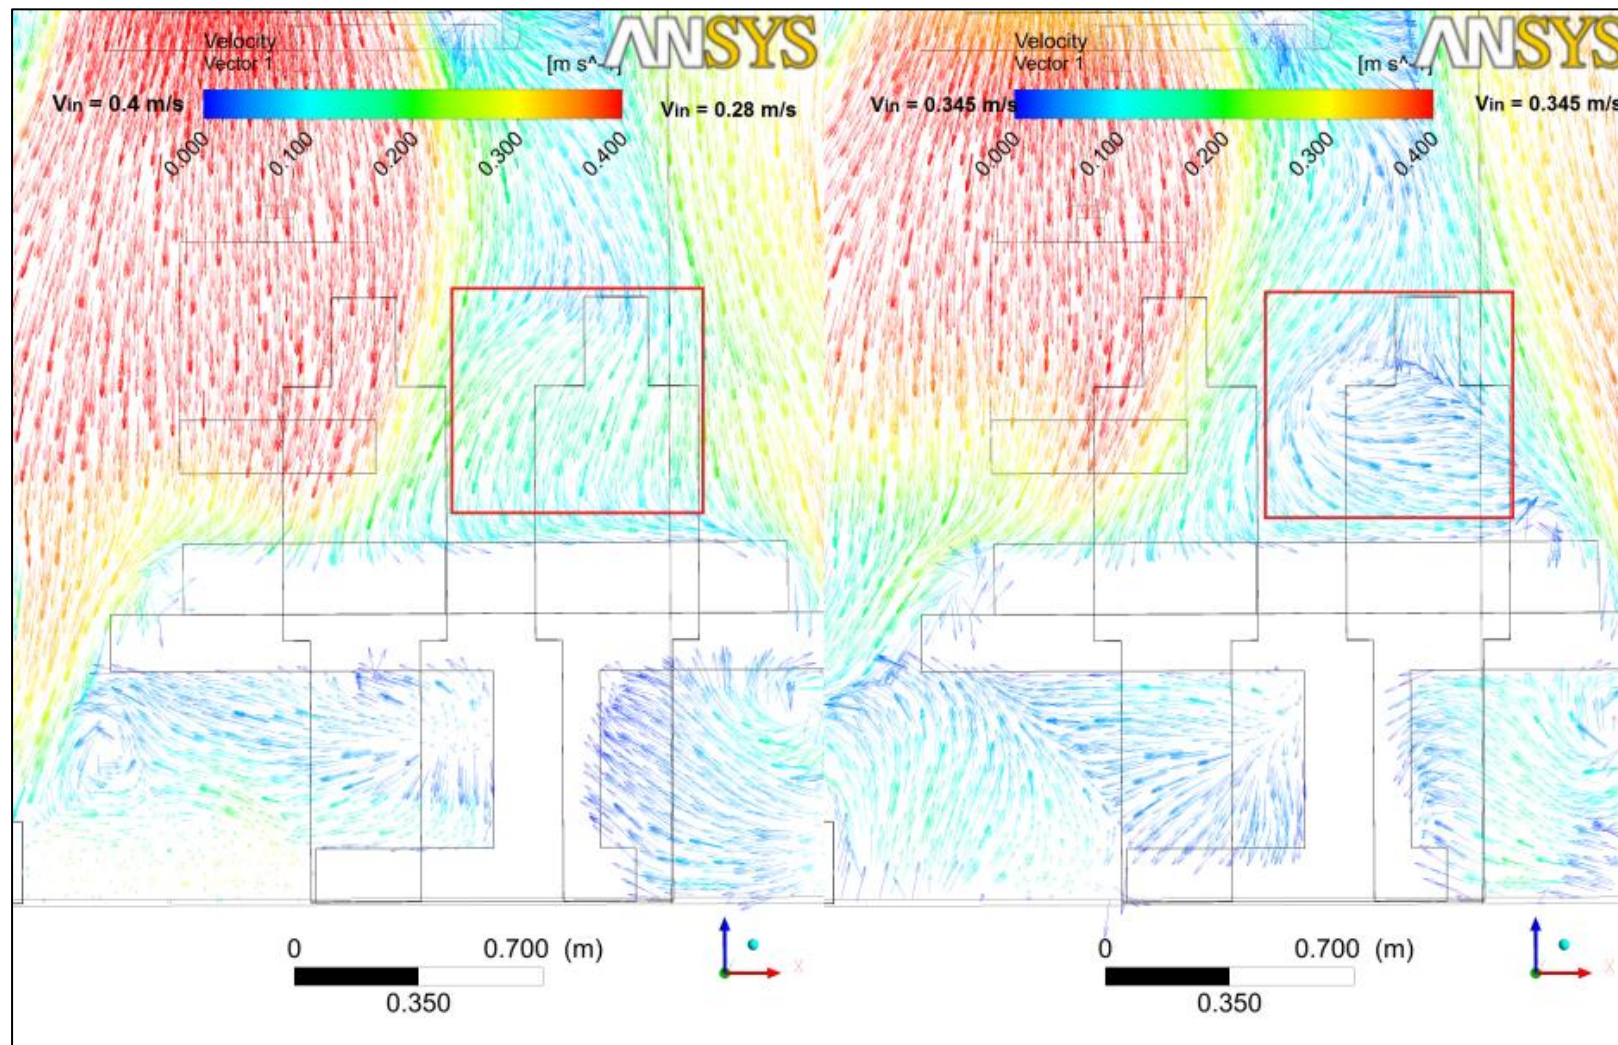 Velocity
Vector 1
ANSYS
Vin = 0.4 m/s
Vin = 0.28 m/s
0.000
0.100
0.200
0.300
0.400
0
0.700 (m)
0.350
X
Velocity
Vector 1
ANSYS
Vin = 0.345 m/s
Vin = 0.345 m/s
0.000
0.100
0.200
0.300
0.400
0
0.700 (m)
0.350
X